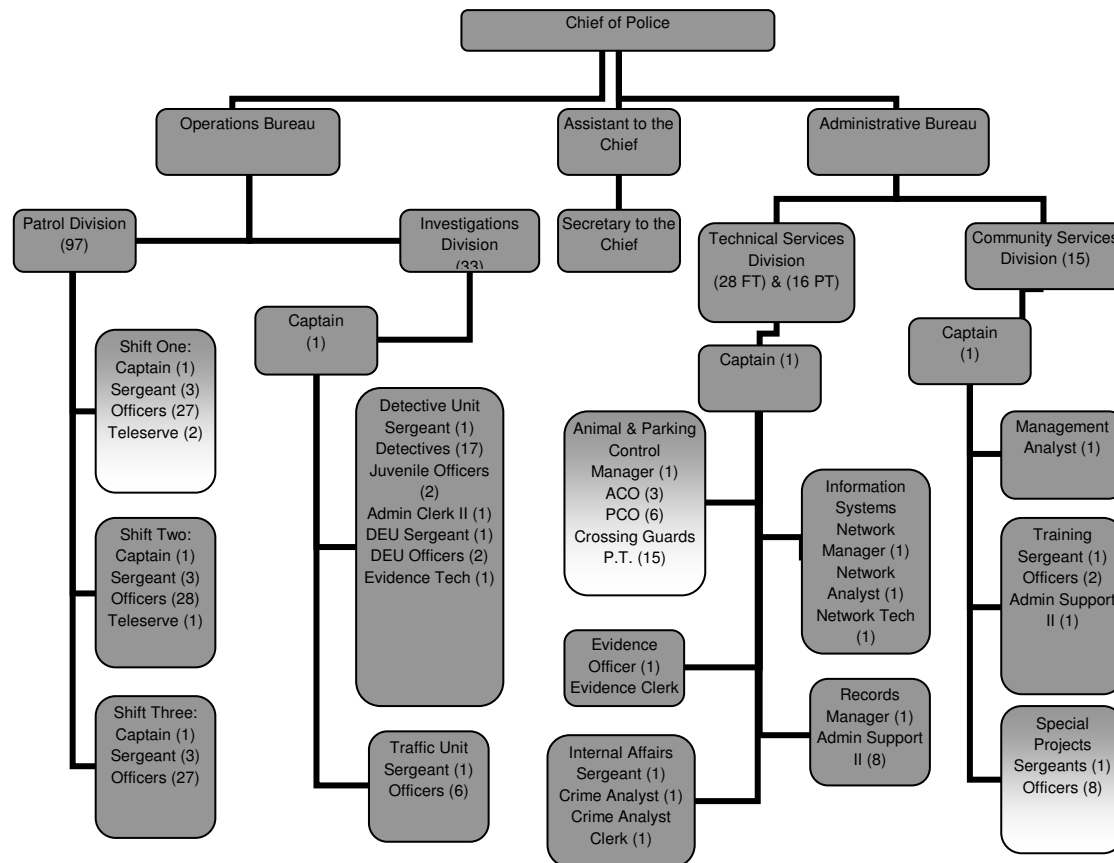 Chief of Police
Operations Bureau
Assistant to the
Chief
Administrative Bureau
Patrol Division
(97)
Investigations
Division
(33)
Secretary to the
Chief
Technical Services
Division
(28 FT) & (16 PT)
Community Services
Division (15)
Shift One:
Captain (1)
Sergeant (3)
Officers (27)
Teleserve (2)
Shift Two:
Captain (1)
Sergeant (3)
Officers (28)
Teleserve (1)
Shift Three:
Captain (1)
Sergeant (3)
Officers (27)
Captain
(1)
Detective Unit
Sergeant (1)
Detectives (17)
Juvenile Officers
(2)
Admin Clerk II (1)
DEU Sergeant (1)
DEU Officers (2)
Evidence Tech (1)
Traffic Unit
Sergeant (1)
Officers (6)
Captain (1)
Animal & Parking
Control
Manager (1)
ACO (3)
PCO (6)
Crossing Guards
P.T. (15)
Evidence
Officer (1)
Evidence Clerk
Internal Affairs
Sergeant (1)
Crime Analyst (1)
Crime Analyst
Clerk (1)
Information
Systems
Network
Manager (1)
Network
Analyst (1)
Network Tech
(1)
Records
Manager (1)
Admin Support
II (8)
Captain
(1)
Management
Analyst (1)
Training
Sergeant (1)
Officers (2)
Admin Support
II (1)
Special
Projects
Sergeants (1)
Officers (8)